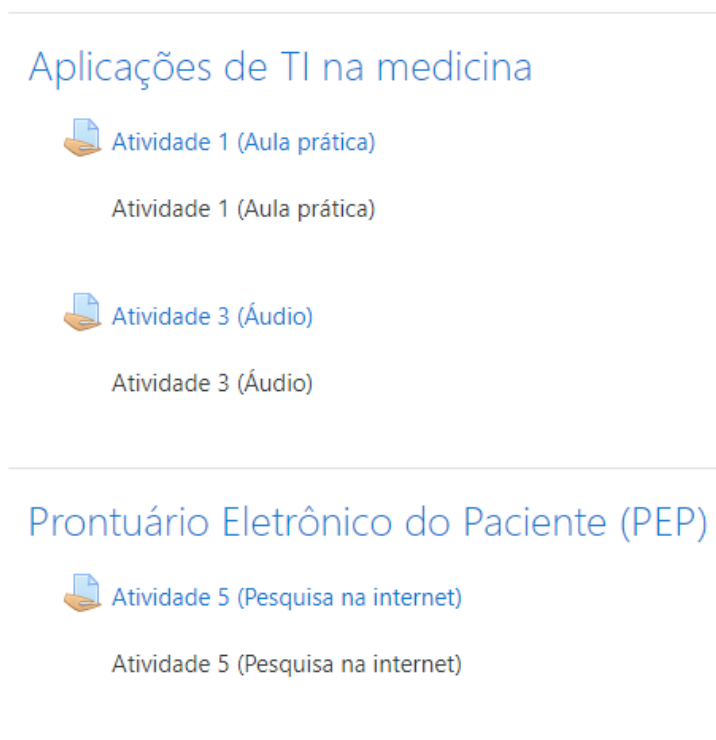 Aplicações de TI na medicina
Atividade 1 (Aula prática)
Atividade 1 (Aula prática)
Atividade 3 (Áudio)
Atividade 3 (Áudio)
Prontuário Eletrônico do Paciente (PEP)
Atividade 5 (Pesquisa na internet)
Atividade 5 (Pesquisa na internet)